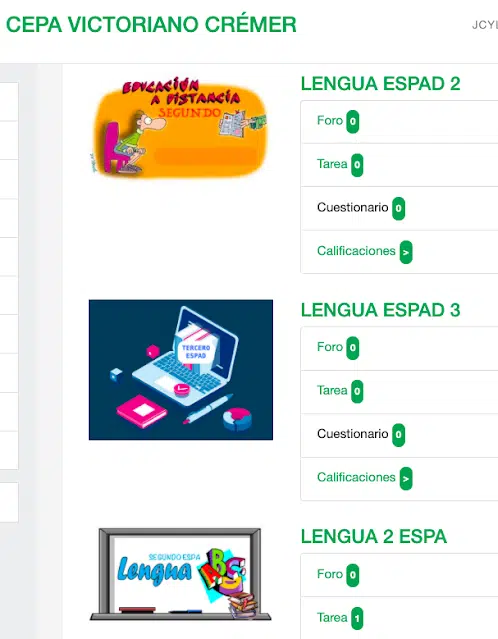 CEPA VICTORIANO CRÉMER
JCYL
EDUCACIÓN
A DISTANCIA
SEGUNDO
LENGUA ESPAD 2
Foro 0
Tarea 0
Cuestionario 0
Calificaciones >
TERCERO
ESPAD
LENGUA ESPAD 3
Foro 0
Tarea 0
Cuestionario 0
Calificaciones >
SEGUNDO ESPA
Lengua
ABC
LENGUA 2 ESPA
Foro 0
Tarea 1